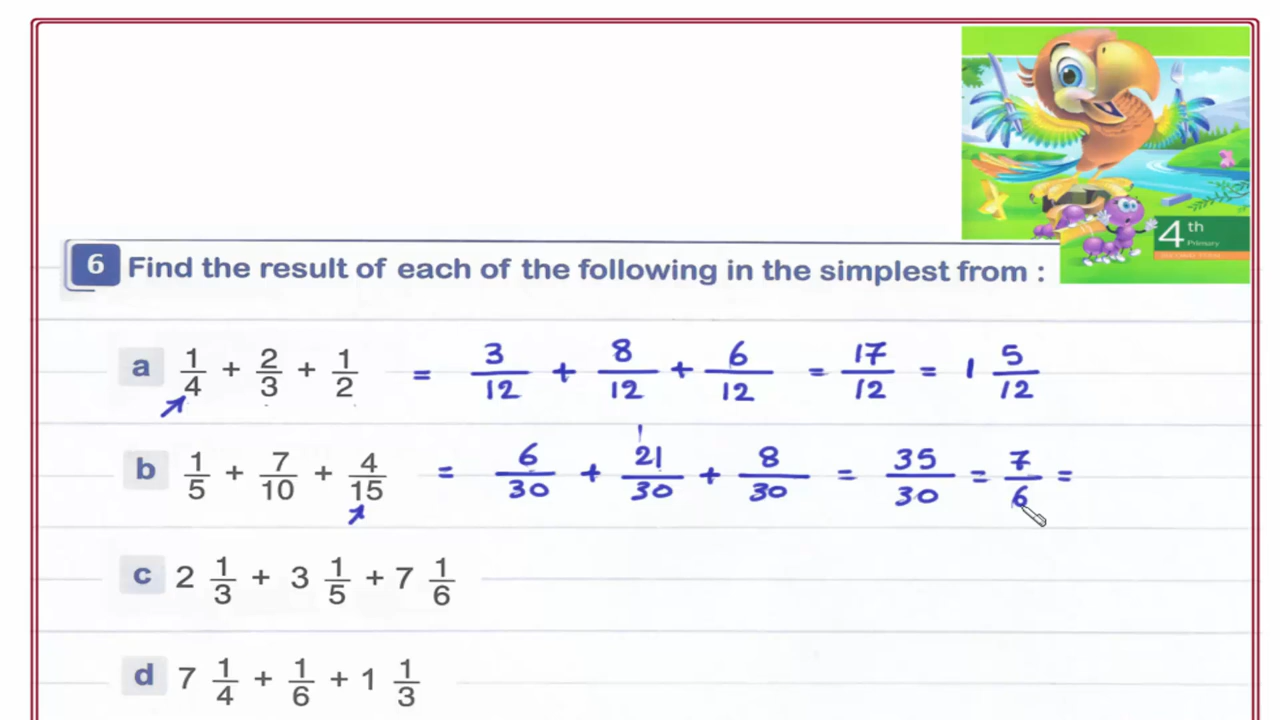 4th
Primary
6 Find the result of each of the following in the simplest from :
a 1/4 + 2/3 + 1/2 = 3/12 + 8/12 + 6/12 = 17/12 = 1 5/12
b 1/5 + 7/10 + 4/15 = 6/30 + 21/30 + 8/30 = 35/30 = 7/6 =
c 2 1/3 + 3 1/5 + 7 1/6
d 7 1/4 + 1/6 + 1 1/3